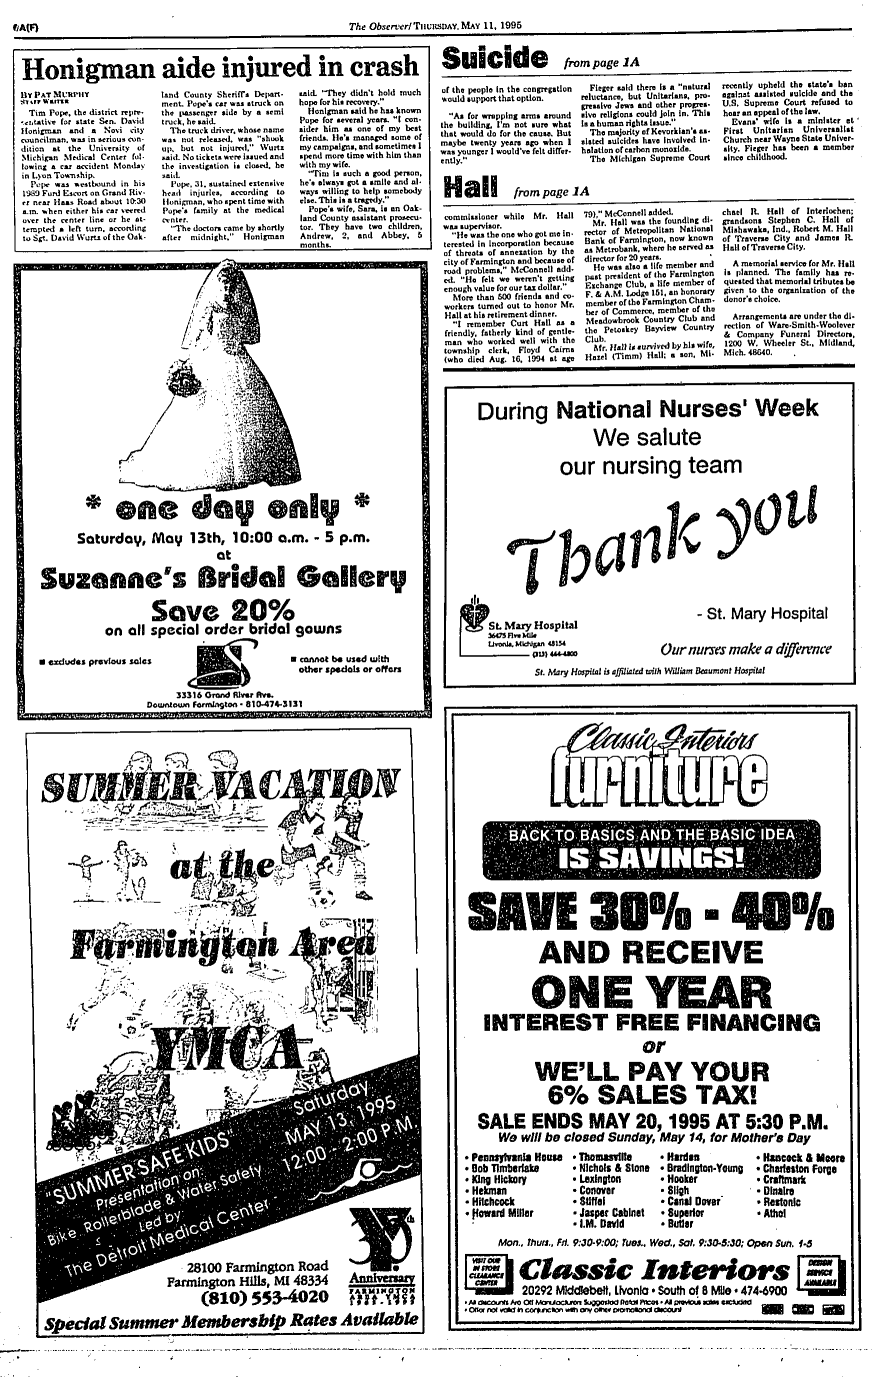 6A(F)
The Observer/ THURSDAY, MAY 11, 1995
Honigman aide injured in crash
BY PAT MURPHY
STAFF WRITER
Tim Pope, the district repre-
sentative for state Sen. David
Honigman and a Novi city
councilman, was in serious con-
dition at the University of
Michigan Medical Center fol-
lowing a car accident Monday
in Lyon Township.
Pope was westbound in his
1989 Ford Escort on Grand Riv-
er near Haas Road about 10:30
a.m. when either his car veered
over the center line or he at-
tempted a left turn, according
to Sgt. David Wurtz of the Oak-
land County Sheriff's Depart-
ment. Pope's car was struck on
the passenger side by a semi
truck, he said.
The truck driver, whose name
was not released, was "shook
up, but not injured," Wurtz
said. No tickets were issued and
the investigation is closed, he
said.
Pope, 31, sustained extensive
head injuries, according to
Honigman, who spent time with
Pope's family at the medical
center.
"The doctors came by shortly
after midnight," Honigman
said. "They didn't hold much
hope for his recovery."
Honigman said he has known
Pope for several years. "I con-
sider him as one of my best
friends. He's managed some of
my campaigns, and sometimes I
spend more time with him than
with my wife.
"Tim is such a good person,
he's always got a smile and al-
ways willing to help somebody
else. This is a tragedy."
Pope's wife, Sara, is an Oak-
land County assistant prosecu-
tor. They have two children,
Andrew, 2, and Abbey, 5
months.
Suicide from page 1A
of the people in the congregation
would support that option.
"As for wrapping arms around
the building, I'm not sure what
that would do for the cause. But
maybe twenty years ago when I
was younger I would've felt differ-
ently."
Fieger said there is a "natural
reluctance, but Unitarians, pro-
gressive Jews and other progres-
sive religions could join in. This
is a human rights issue."
The majority of Kevorkian's as-
sisted suicides have involved in-
halation of carbon monoxide.
The Michigan Supreme Court
recently upheld the state's ban
against assisted suicide and the
U.S. Supreme Court refused to
hear an appeal of the law.
Evans' wife is a minister at
First Unitarian Universalist
Church near Wayne State Univer-
sity. Fieger has been a member
since childhood.
Hall from page 1A
commissioner while Mr. Hall
was supervisor.
"He was the one who got me in-
terested in incorporation because
of threats of annexation by the
city of Farmington and because of
road problems," McConnell add-
ed. "He felt we weren't getting
enough value for our tax dollar."
More than 500 friends and co-
workers turned out to honor Mr.
Hall at his retirement dinner.
"I remember Curt Hall as a
friendly, fatherly kind of gentle-
man who worked well with the
township clerk, Floyd Cairns
(who died Aug. 16, 1994 at age
79)," McConnell added.
Mr. Hall was the founding di-
rector of Metropolitan National
Bank of Farmington, now known
as Metrobank, where he served as
director for 20 years.
He was also a life member and
past president of the Farmington
Exchange Club, a life member of
F. & A.M. Lodge 151, an honorary
member of the Farmington Cham-
ber of Commerce, member of the
Meadowbrook Country Club and
the Petoskey Bayview Country
Club.
Mr. Hall is survived by his wife,
Hazel (Timm) Hall; a son, Mi-
chael R. Hall of Interlochen;
grandsons Stephen C. Hall of
Mishawaka, Ind., Robert M. Hall
of Traverse City and James R.
Hall of Traverse City.
A memorial service for Mr. Hall
is planned. The family has re-
quested that memorial tributes be
given to the organization of the
donor's choice.
Arrangements are under the di-
rection of Ware-Smith-Woolever
& Company Funeral Directors,
1200 W. Wheeler St., Midland,
Mich. 48640.
* one day only *
Saturday, May 13th, 10:00 a.m. - 5 p.m.
at
Suzanne's Bridal Gallery
Save 20%
on all special order bridal gowns
■ excludes previous sales
■ cannot be used with
other specials or offers
33316 Grand River Ave.
Downtown Farmington • 810-474-3131
During National Nurses' Week
We salute
our nursing team
Thank you
- St. Mary Hospital
St. Mary Hospital
36475 Five Mile
Livonia, Michigan 48154
(313) 464-4800
Our nurses make a difference
St. Mary Hospital is affiliated with William Beaumont Hospital
SUMMER VACATION
at the
Farmington Area
YMCA
"SUMMER SAFE KIDS"
Presentation on
Bike, Rollerblade & Water Safety
Led by
The Detroit Medical Center
Saturday
MAY 13, 1995
12:00 - 2:00 P.M.
28100 Farmington Road
Farmington Hills, MI 48334
(810) 553-4020
35th
Anniversary
FARMINGTON
AREA YMCA
Special Summer Membership Rates Available
Classic Interiors
furniture
BACK TO BASICS AND THE BASIC IDEA
IS SAVINGS!
SAVE 30% - 40%
AND RECEIVE
ONE YEAR
INTEREST FREE FINANCING
or
WE'LL PAY YOUR
6% SALES TAX!
SALE ENDS MAY 20, 1995 AT 5:30 P.M.
We will be closed Sunday, May 14, for Mother's Day
• Pennsylvania House
• Bob Timberlake
• King Hickory
• Hekman
• Hitchcock
• Howard Miller
• Thomasville
• Nichols & Stone
• Lexington
• Conover
• Stiffel
• Jasper Cabinet
• I.M. David
• Harden
• Bradington-Young
• Hooker
• Sligh
• Canal Dover
• Superior
• Butler
• Hancock & Moore
• Charleston Forge
• Craftmark
• Dinaire
• Restonic
• Athol
Mon., Thurs., Fri. 9:30-9:00; Tues., Wed., Sat. 9:30-5:30; Open Sun. 1-5
VISIT OUR
IN STORE
CLEARANCE
CENTER
Classic Interiors
20292 Middlebelt, Livonia • South of 8 Mile • 474-6900
DESIGN
SERVICE
AVAILABLE
• All discounts Are Off Manufacturers Suggested Retail Prices • All previous sales excluded
• Offer not valid in conjunction with any other promotional discount